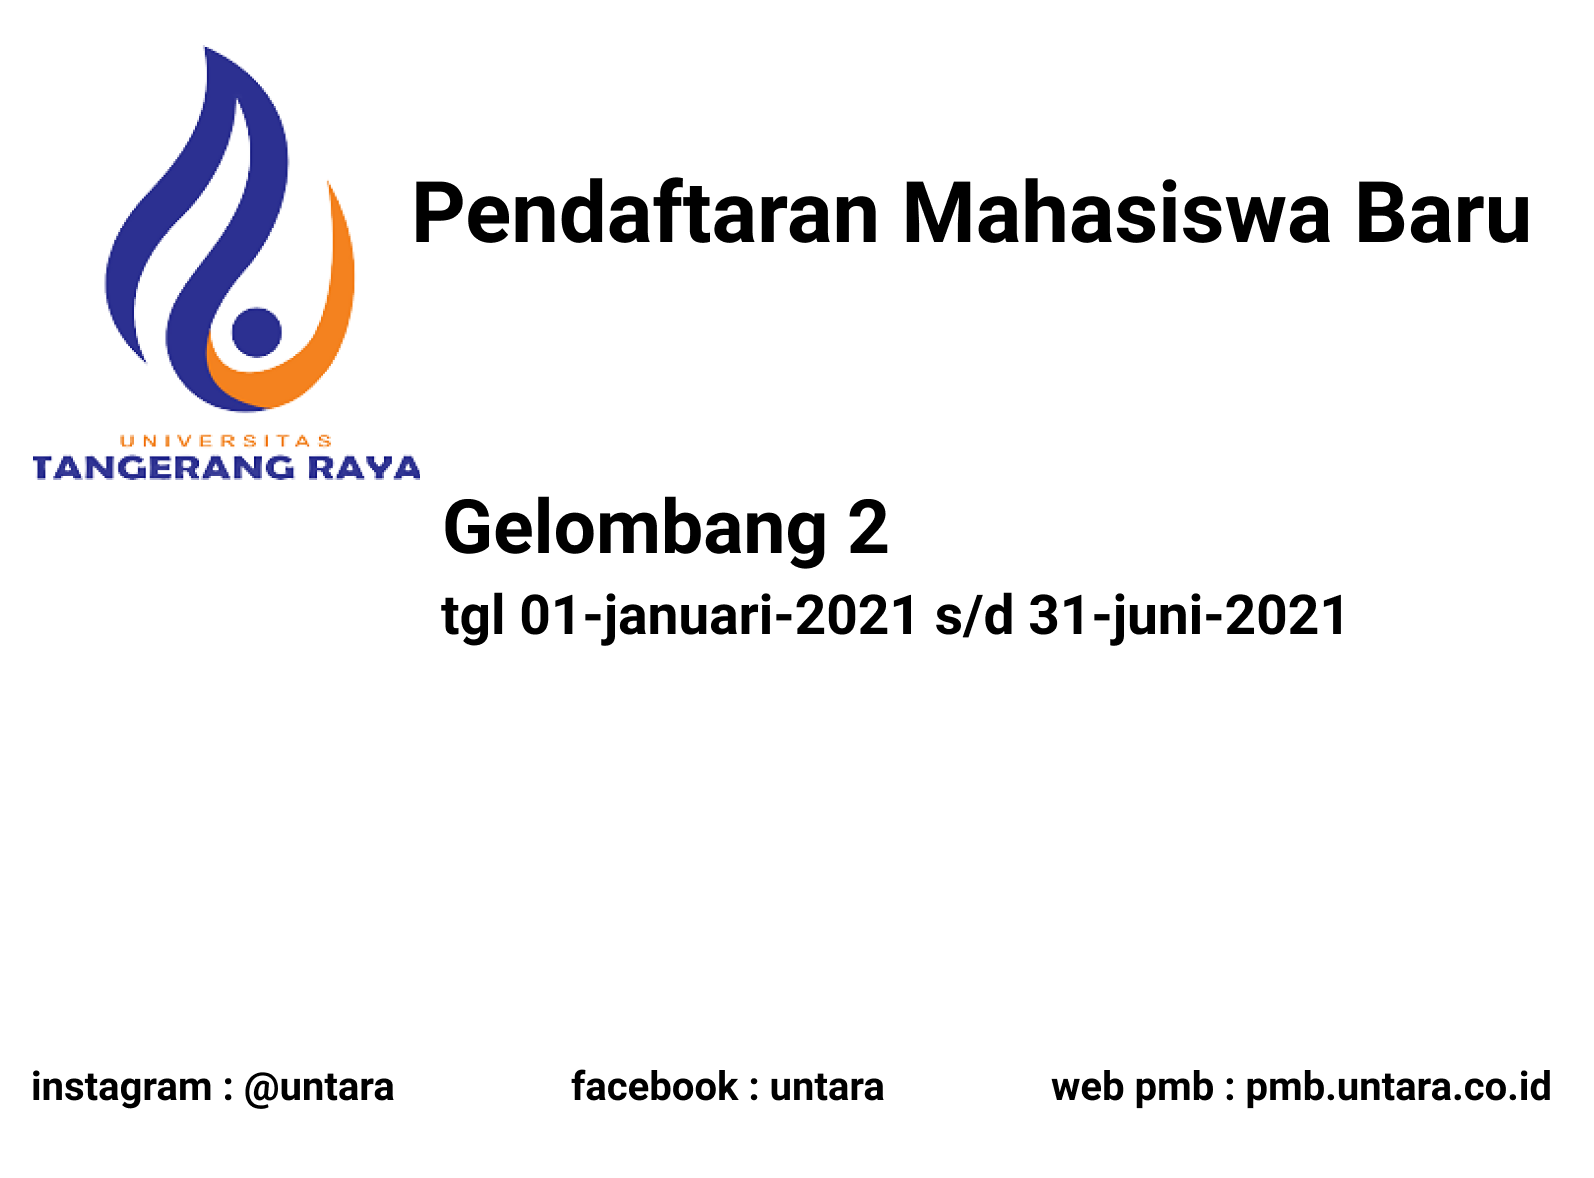 Pendaftaran Mahasiswa Baru
UNIVERSITAS
TANGERANG RAYA
Gelombang 2
tgl 01-januari-2021 s/d 31-juni-2021
instagram : @untara
facebook : untara
web pmb : pmb.untara.co.id